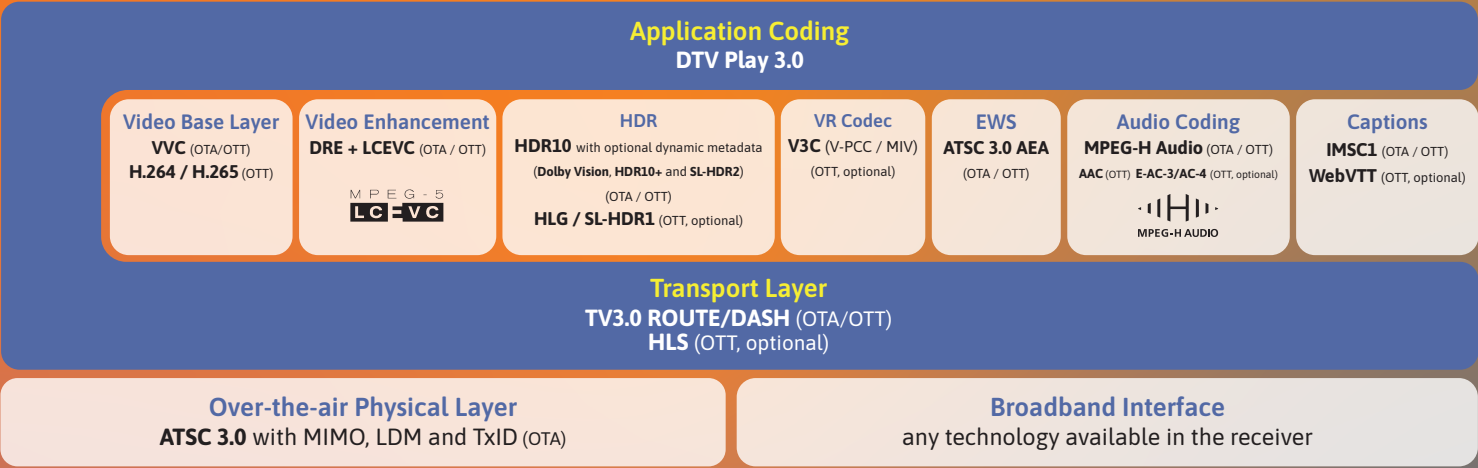 Application Coding
DTV Play 3.0
Video Base Layer
VVC (OTA/OTT)
H.264 / H.265 (OTT)
Video Enhancement
DRE + LCEVC (OTA / OTT)
MPEG-5
LCEVC
HDR
HDR10 with optional dynamic metadata
(Dolby Vision, HDR10+ and SL-HDR2)
(OTA / OTT)
HLG / SL-HDR1 (OTT, optional)
VR Codec
V3C (V-PCC / MIV)
(OTT, optional)
EWS
ATSC 3.0 AEA
(OTA / OTT)
Audio Coding
MPEG-H Audio (OTA / OTT)
AAC (OTT) E-AC-3/AC-4 (OTT, optional)
MPEG-H AUDIO
Captions
IMSC1 (OTA / OTT)
WebVTT (OTT, optional)
Transport Layer
TV3.0 ROUTE/DASH (OTA/OTT)
HLS (OTT, optional)
Over-the-air Physical Layer
ATSC 3.0 with MIMO, LDM and TxID (OTA)
Broadband Interface
any technology available in the receiver